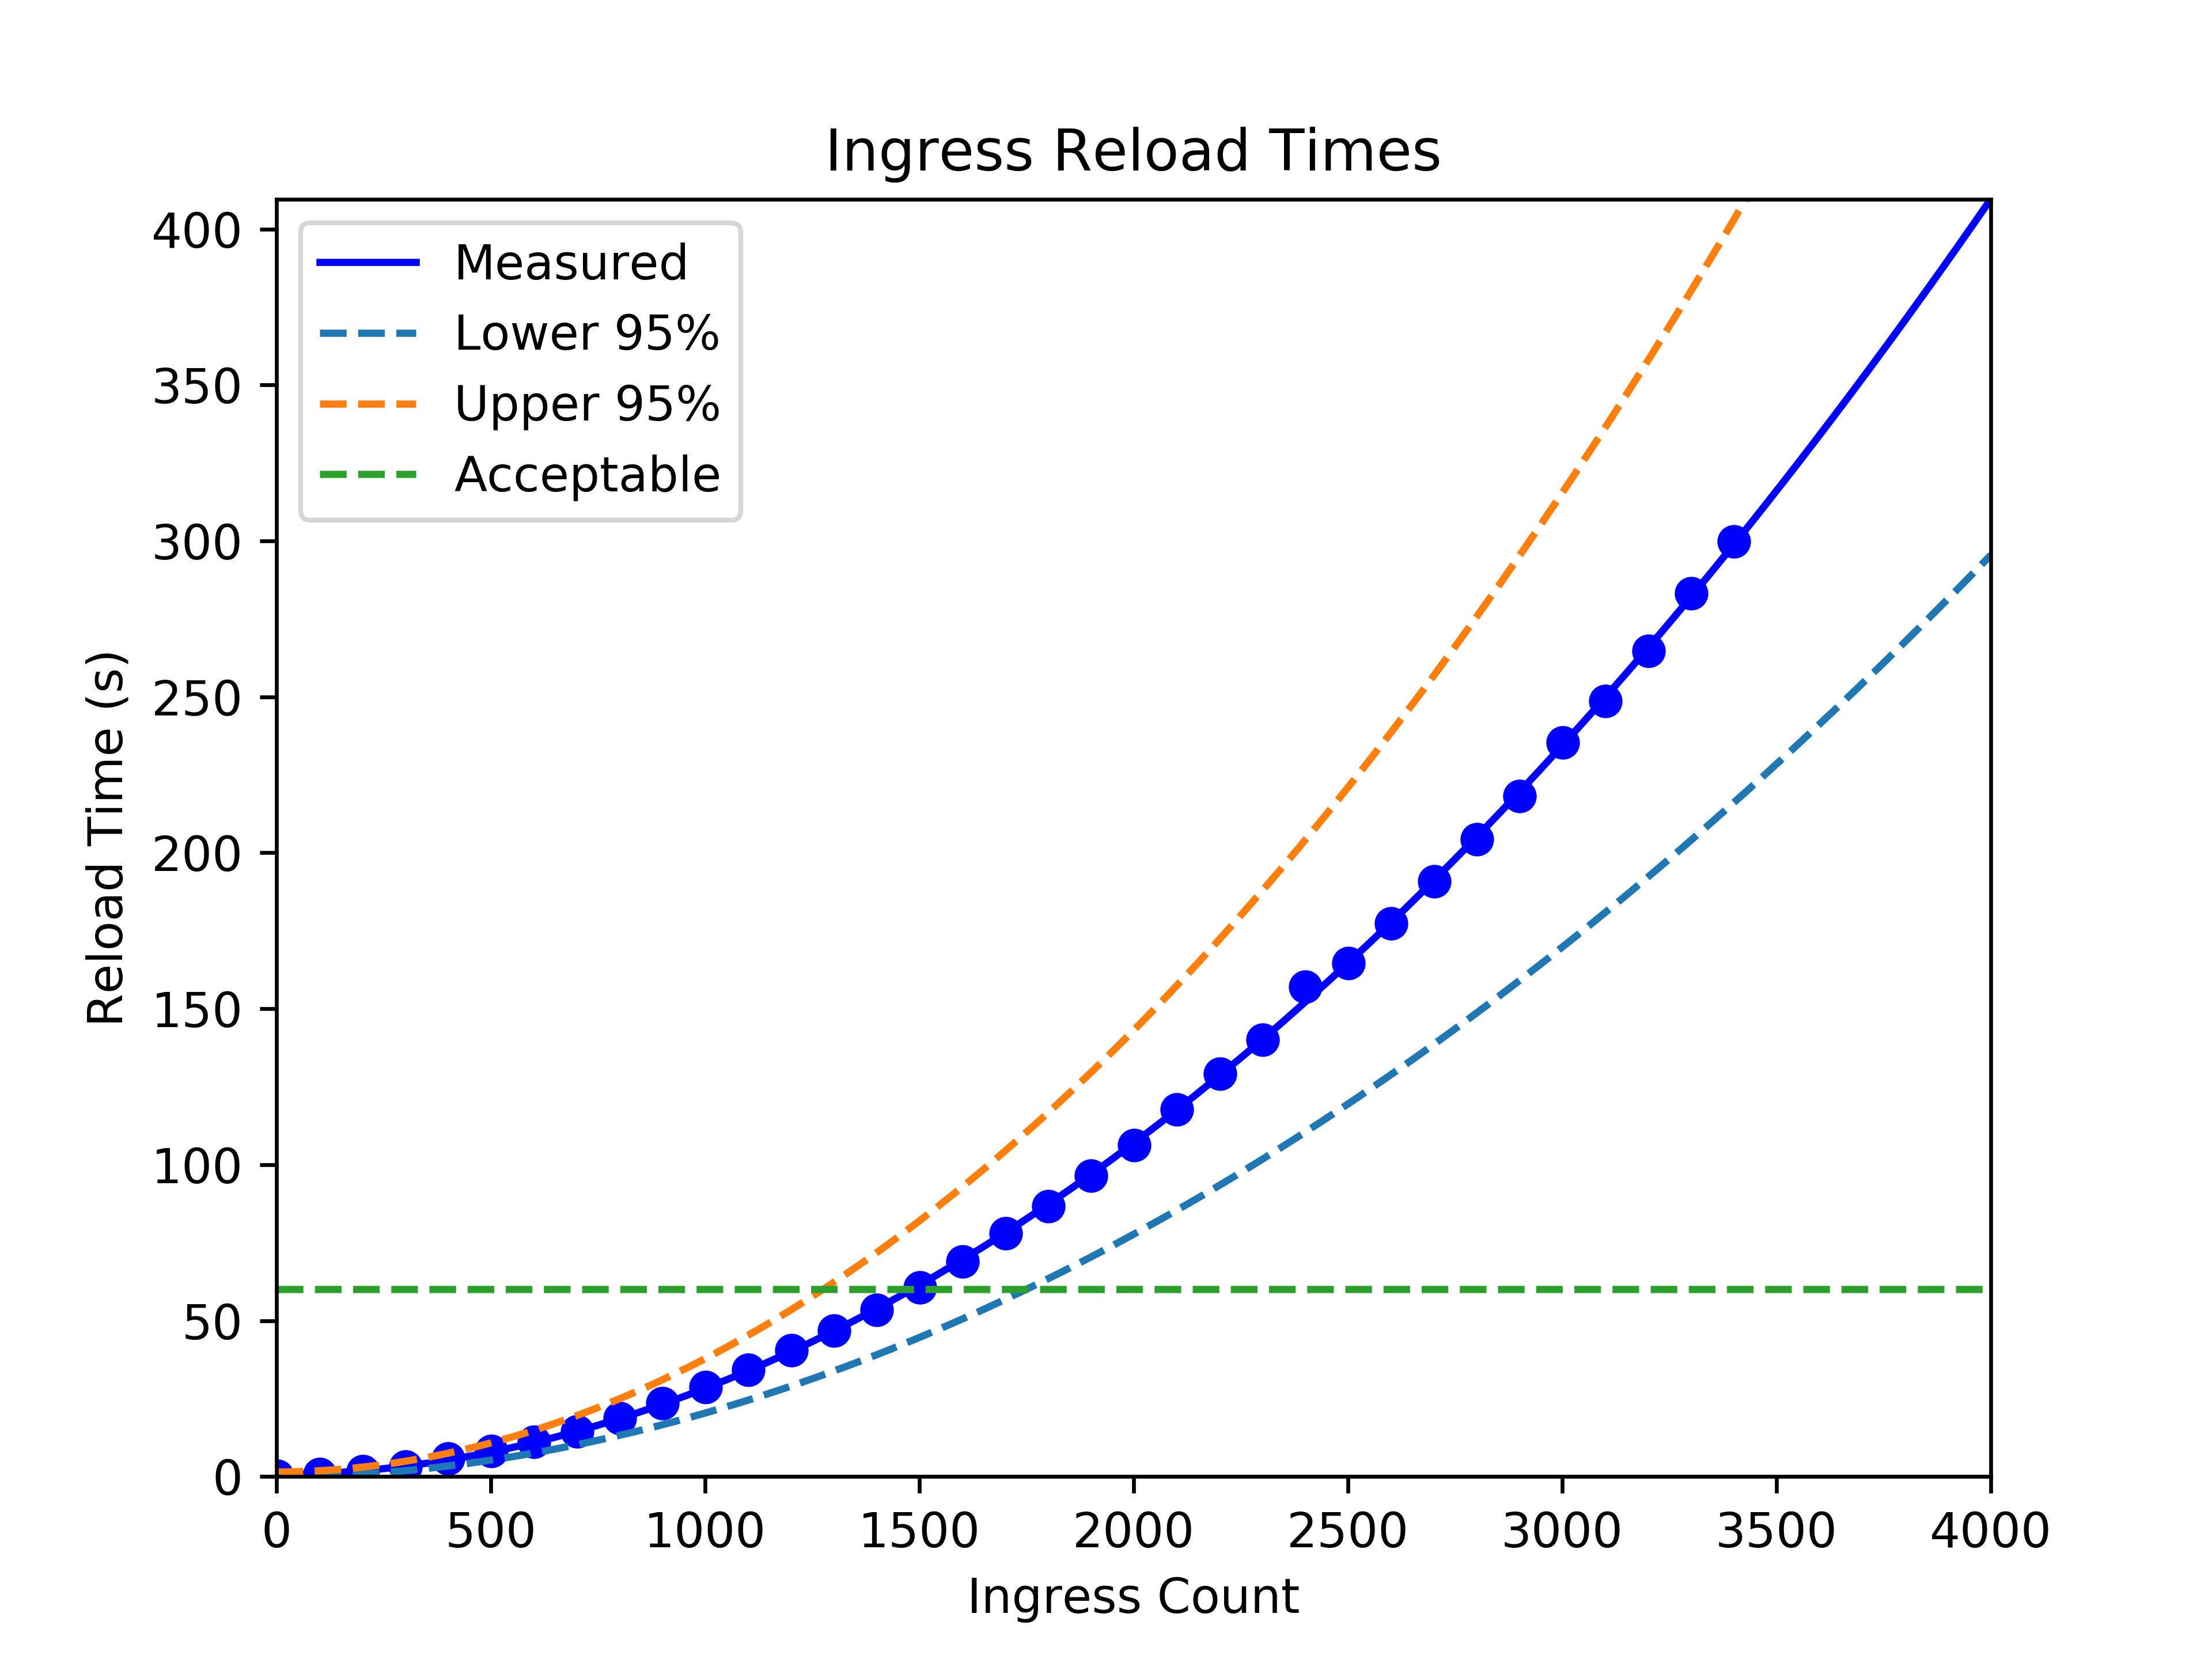 Ingress Reload Times
Measured
Lower 95%
Upper 95%
Acceptable
Reload Time (s)
400
350
300
250
200
150
100
50
0
0 500 1000 1500 2000 2500 3000 3500 4000
Ingress Count